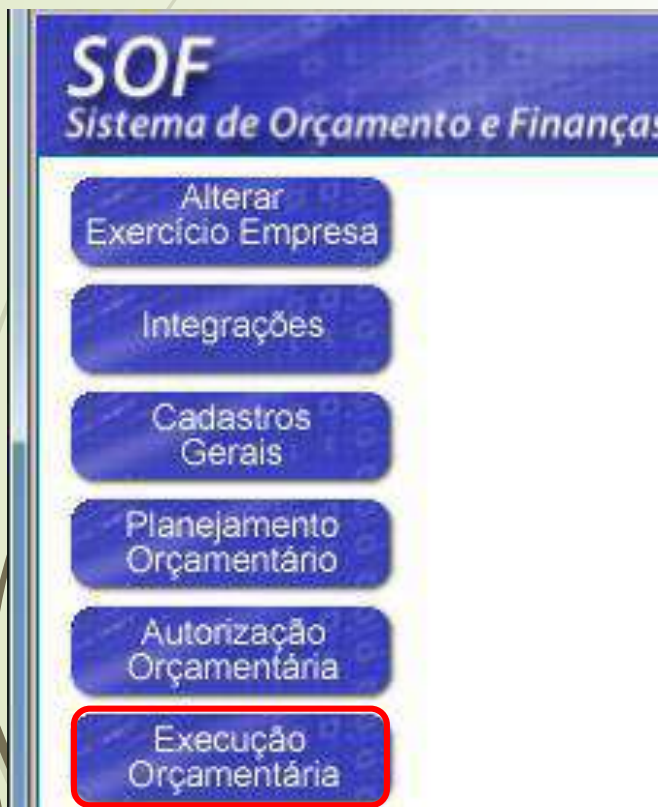 SOF
Sistema de Orçamento e Finanças
Alterar
Exercício Empresa
Integrações
Cadastros
Gerais
Planejamento
Orçamentário
Autorização
Orçamentária
Execução
Orçamentária